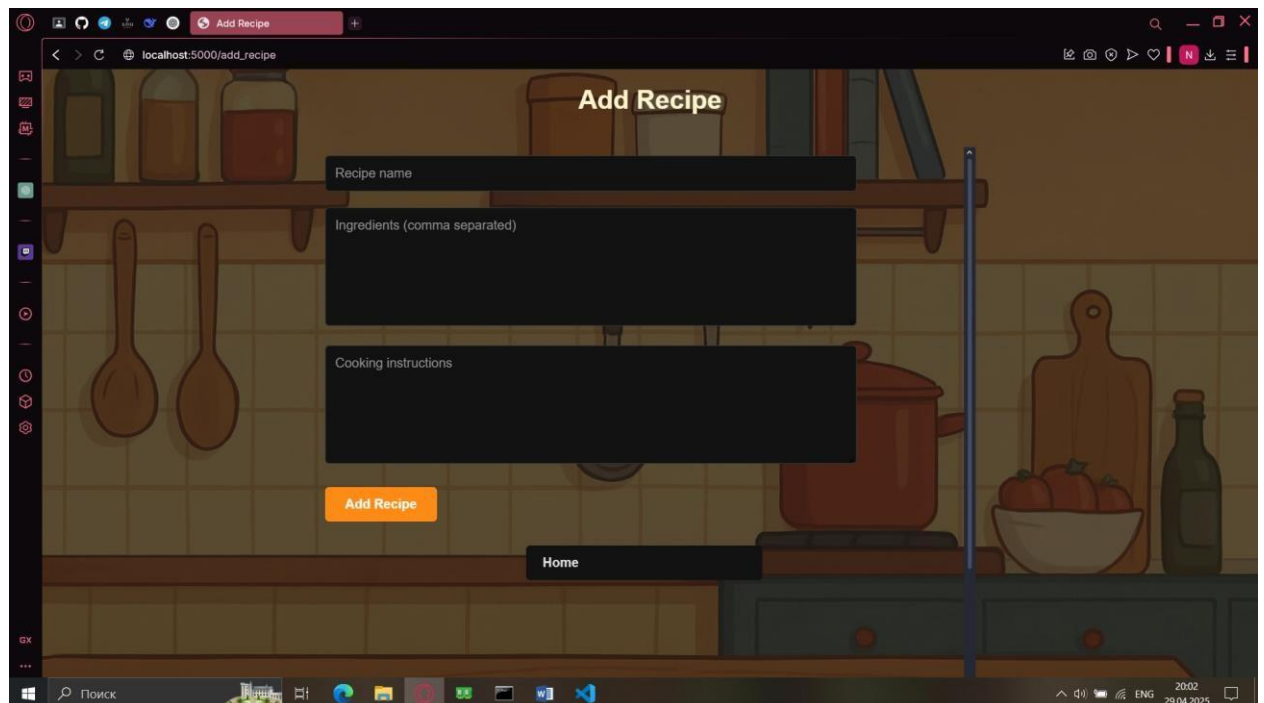 Add Recipe
localhost:5000/add_recipe
N
M
Add Recipe
Recipe name
Ingredients (comma separated)
Cooking instructions
Add Recipe
Home
GX
Поиск
ENG
20:02
29.04.2025